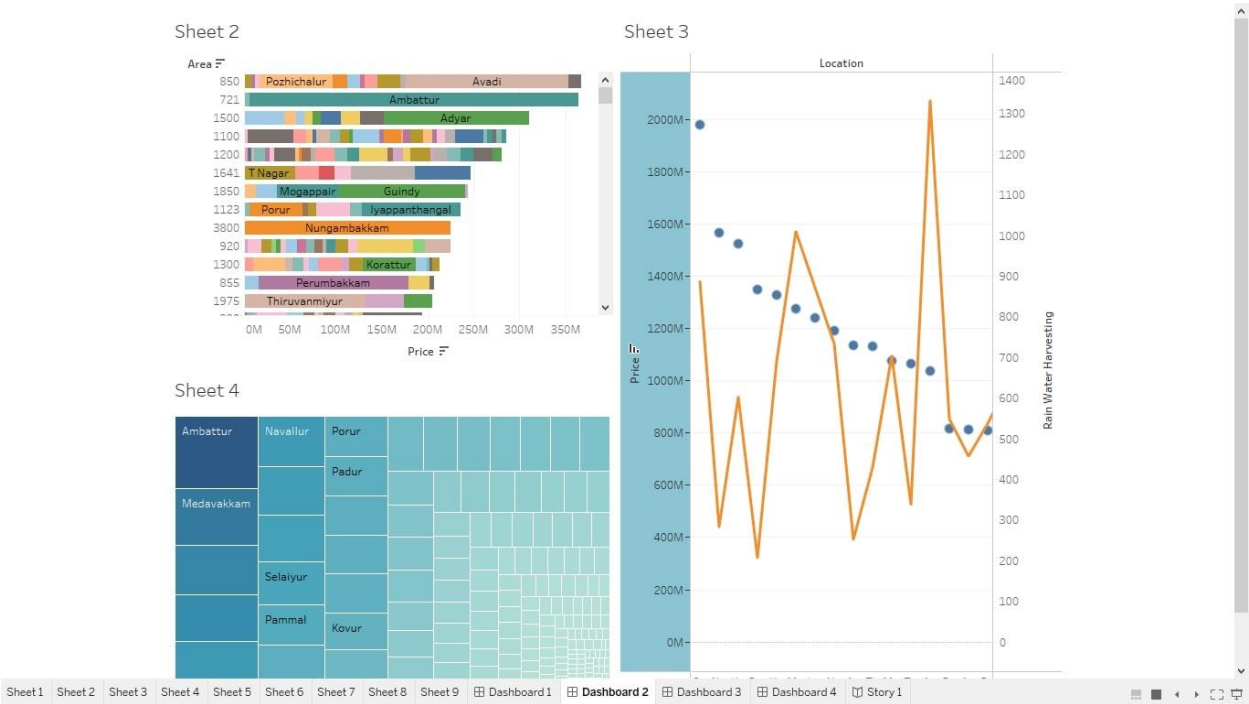 Sheet 2
Area
850 Pozhichalur Avadi
721 Ambattur
1500 Adyar
1100
1200
1641 T Nagar
1850 Mogappair Guindy
1123 Porur Iyappanthangal
3800 Nungambakkam
920
1300 Korattur
855 Perumbakkam
1975 Thiruvanmiyur
0M 50M 100M 150M 200M 250M 300M 350M
Price
Sheet 4
Ambattur Navallur Porur
Padur
Medavakkam
Selaiyur
Pammal
Kovur
Sheet 3
Location
Price
2000M
1800M
1600M
1400M
1200M
1000M
800M
600M
400M
200M
0M
1400
1300
1200
1100
1000
900
800
700
600
500
400
300
200
100
0
Rain Water Harvesting
Sheet 1 Sheet 2 Sheet 3 Sheet 4 Sheet 5 Sheet 6 Sheet 7 Sheet 8 Sheet 9 Dashboard 1 Dashboard 2 Dashboard 3 Dashboard 4 Story 1